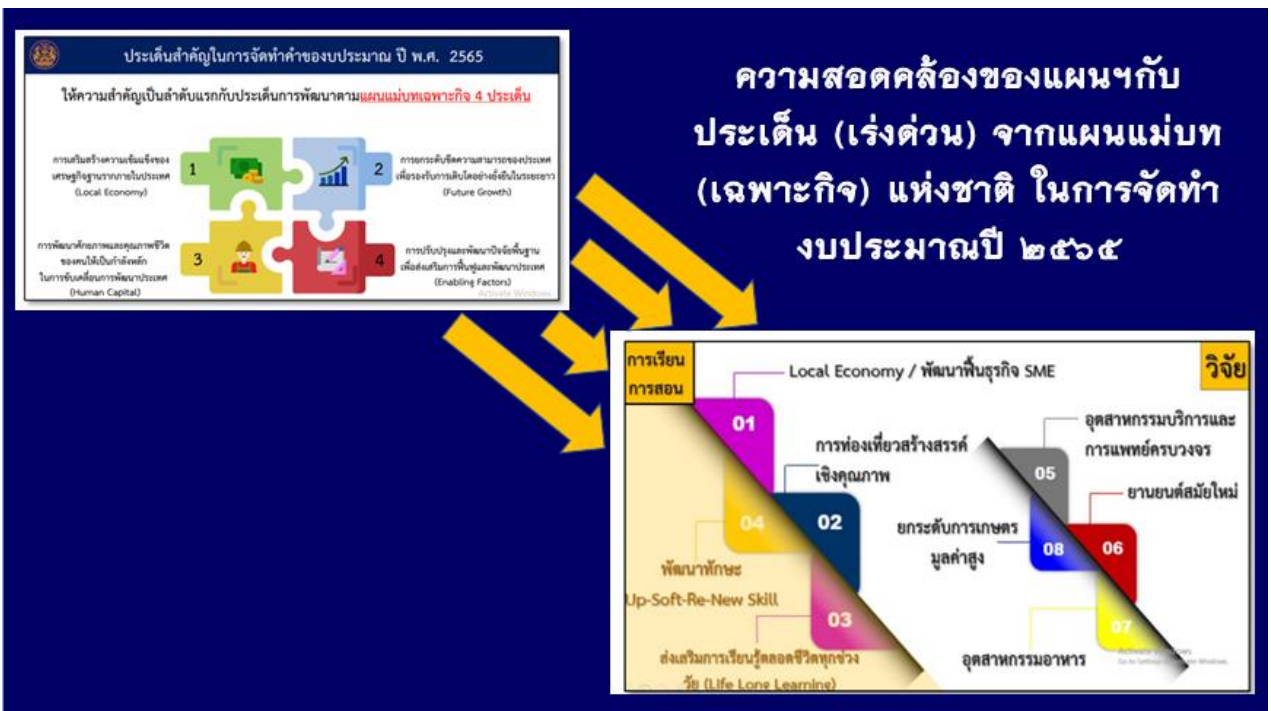 ประเด็นสำคัญในการจัดทำคำของบประมาณ ปี พ.ศ. 2565
ให้ความสำคัญเป็นลำดับแรกกับประเด็นการพัฒนาตามแผนแม่บทเฉพาะกิจ 4 ประเด็น
การเสริมสร้างความเข้มแข็งของ
เศรษฐกิจฐานรากภายในประเทศ
(Local Economy)
1
2
การยกระดับขีดความสามารถของประเทศ
เพื่อรองรับการเติบโตอย่างยั่งยืนในระยะยาว
(Future Growth)
การพัฒนาศักยภาพและคุณภาพชีวิต
ของคนให้เป็นกำลังหลัก
ในการขับเคลื่อนการพัฒนาประเทศ
(Human Capital)
3
4
การปรับปรุงและพัฒนาปัจจัยพื้นฐาน
เพื่อส่งเสริมการฟื้นฟูและพัฒนาประเทศ
(Enabling Factors)
Activate Windows
ความสอดคล้องของแผนฯกับ
ประเด็น (เร่งด่วน) จากแผนแม่บท
(เฉพาะกิจ) แห่งชาติ ในการจัดทำ
งบประมาณปี ๒๕๖๕
การเรียน
การสอน
Local Economy / พัฒนาฟื้นธุรกิจ SME
วิจัย
01
การท่องเที่ยวสร้างสรรค์
เชิงคุณภาพ
04
02
พัฒนาทักษะ
Up-Soft-Re-New Skill
03
ส่งเสริมการเรียนรู้ตลอดชีวิตทุกช่วง
วัย (Life Long Learning)
อุตสาหกรรมบริการและ
การแพทย์ครบวงจร
05
ยานยนต์สมัยใหม่
ยกระดับการเกษตร
มูลค่าสูง
08
06
07
อุตสาหกรรมอาหาร
Activate Windows
Go to Settings to activate Windows.